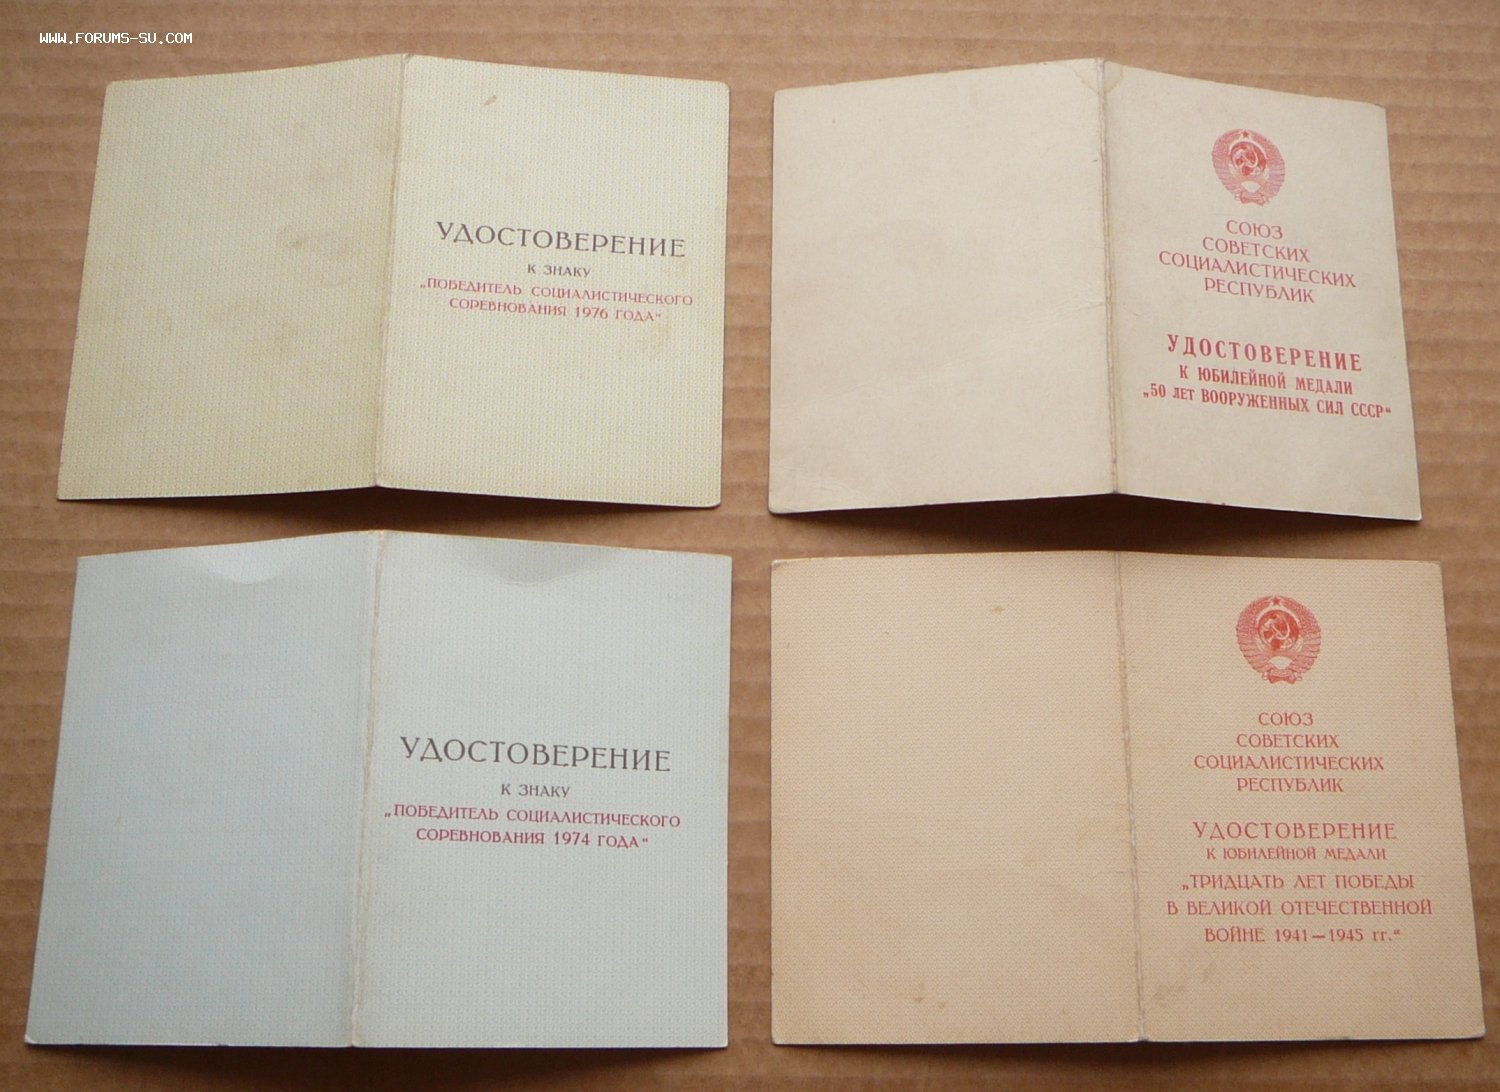 WWW.FORUMS-SU.COM
УДОСТОВЕРЕНИЕ
К ЗНАКУ
„ПОБЕДИТЕЛЬ СОЦИАЛИСТИЧЕСКОГО
СОРЕВНОВАНИЯ 1976 ГОДА“
СОЮЗ
СОВЕТСКИХ
СОЦИАЛИСТИЧЕСКИХ
РЕСПУБЛИК
УДОСТОВЕРЕНИЕ
К ЮБИЛЕЙНОЙ МЕДАЛИ
„50 ЛЕТ ВООРУЖЕННЫХ СИЛ СССР“
УДОСТОВЕРЕНИЕ
К ЗНАКУ
„ПОБЕДИТЕЛЬ СОЦИАЛИСТИЧЕСКОГО
СОРЕВНОВАНИЯ 1974 ГОДА“
СОЮЗ
СОВЕТСКИХ
СОЦИАЛИСТИЧЕСКИХ
РЕСПУБЛИК
УДОСТОВЕРЕНИЕ
К ЮБИЛЕЙНОЙ МЕДАЛИ
„ТРИДЦАТЬ ЛЕТ ПОБЕДЫ
В ВЕЛИКОЙ ОТЕЧЕСТВЕННОЙ
ВОЙНЕ 1941—1945 гг.“